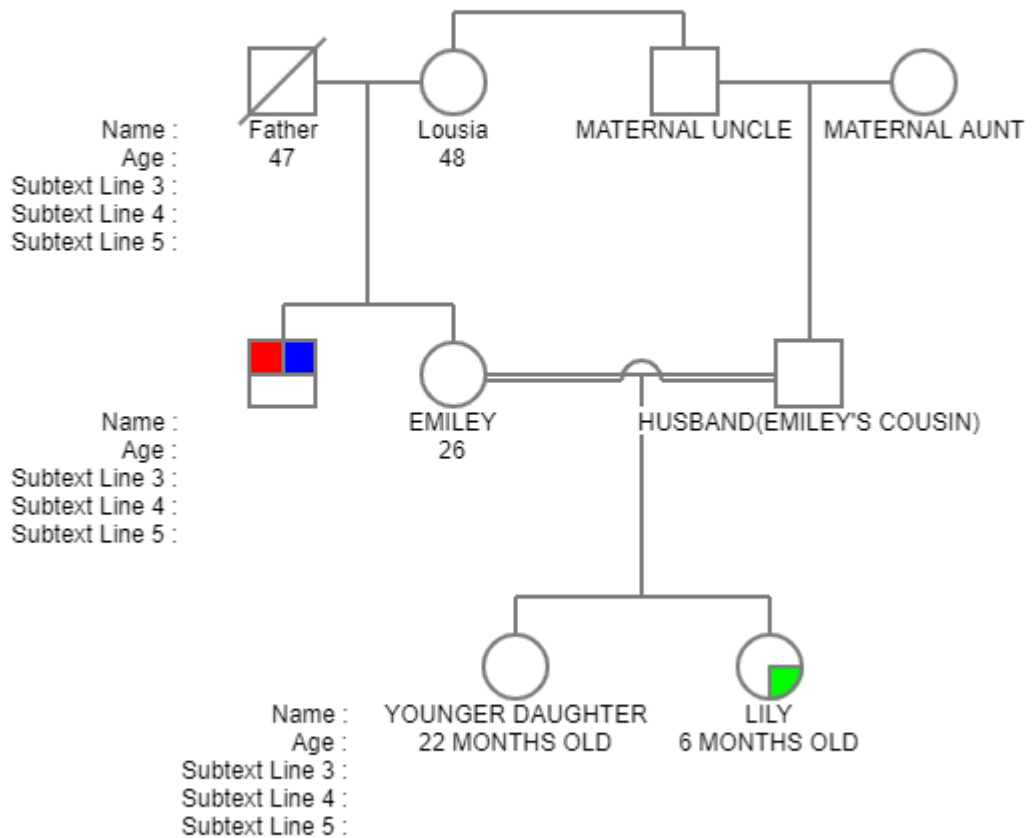 Name : Father Lousia MATERNAL UNCLE MATERNAL AUNT
Age : 47 48
Subtext Line 3 :
Subtext Line 4 :
Subtext Line 5 :
Name : EMILEY HUSBAND(EMILEY'S COUSIN)
Age : 26
Subtext Line 3 :
Subtext Line 4 :
Subtext Line 5 :
Name : YOUNGER DAUGHTER LILY
Age : 22 MONTHS OLD 6 MONTHS OLD
Subtext Line 3 :
Subtext Line 4 :
Subtext Line 5 :